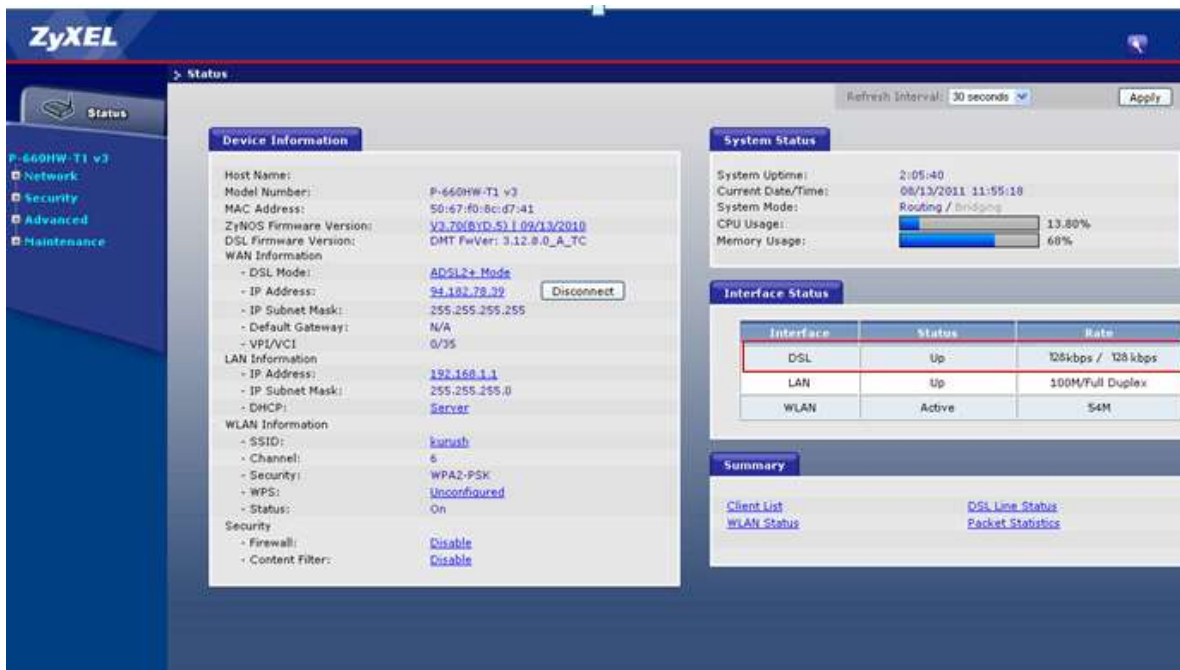 ZyXEL
> Status
Refresh Interval: 30 seconds Apply
Status
P-660HW-T1 v3
Network
Security
Advanced
Maintenance
Device Information
Host Name:
Model Number: P-660HW-T1 v3
MAC Address: 50:67:f0:8c:d7:41
ZyNOS Firmware Version: V3.70(BYD.5) | 09/13/2010
DSL Firmware Version: DMT FwVer: 3.12.8.0_A_TC
WAN Information
- DSL Mode: ADSL2+ Mode
- IP Address: 94.182.78.39 Disconnect
- IP Subnet Mask: 255.255.255.255
- Default Gateway: N/A
- VPI/VCI 0/35
LAN Information
- IP Address: 192.168.1.1
- IP Subnet Mask: 255.255.255.0
- DHCP: Server
WLAN Information
- SSID: kurush
- Channel: 6
- Security: WPA2-PSK
- WPS: Unconfigured
- Status: On
Security
- Firewall: Disable
- Content Filter: Disable
System Status
System Uptime: 2:05:40
Current Date/Time: 08/13/2011 11:55:18
System Mode: Routing / Bridging
CPU Usage: 13.80%
Memory Usage: 68%
Interface Status
Interface Status Rate
DSL Up 128kbps / 128 kbps
LAN Up 100M/Full Duplex
WLAN Active 54M
Summary
Client List DSL Line Status
WLAN Status Packet Statistics